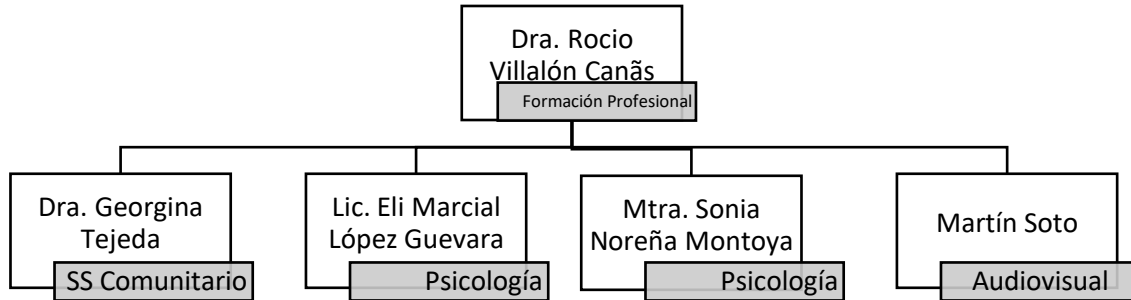 Dra. Rocio
Villalón Canãs
Formación Profesional
Dra. Georgina
Tejeda
SS Comunitario
Lic. Eli Marcial
López Guevara
Psicología
Mtra. Sonia
Noreña Montoya
Psicología
Martín Soto
Audiovisual